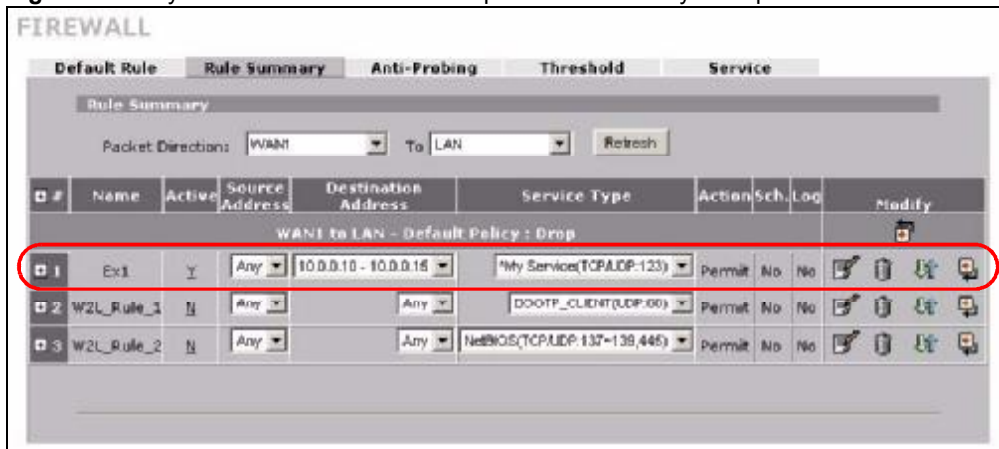 FIREWALL
Default Rule Rule Summary Anti-Probing Threshold Service
Rule Summary
Packet Direction: WAN1 To LAN Refresh
# Name Active Source Address Destination Address Service Type Action Sch. Log Modify
WAN1 to LAN - Default Policy : Drop
1 Ex1 Y Any 10.0.0.10 - 10.0.0.15 *My Service(TCP/UDP:123) Permit No No
2 W2L_Rule_1 N Any Any BOOTP_CLIENT(UDP:68) Permit No No
3 W2L_Rule_2 N Any Any NetBIOS(TCP/UDP:137~139,445) Permit No No